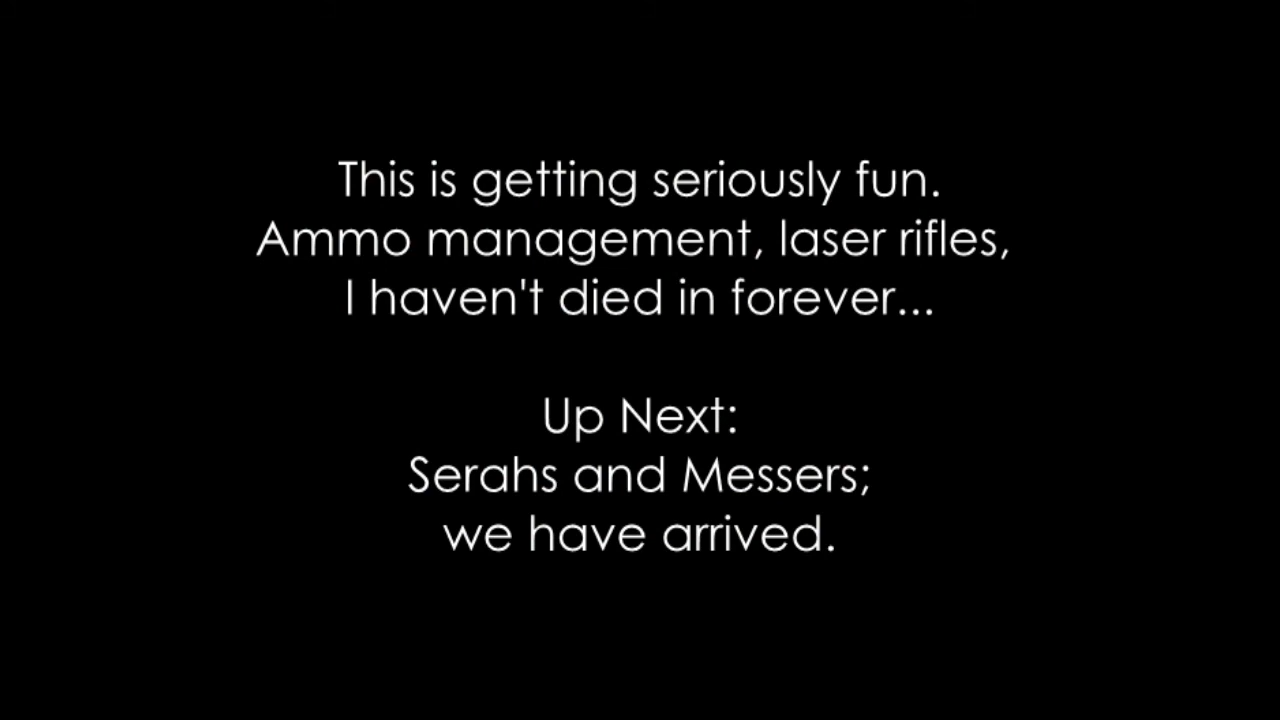 This is getting seriously fun.
Ammo management, laser rifles,
I haven't died in forever...
Up Next:
Serahs and Messers;
we have arrived.